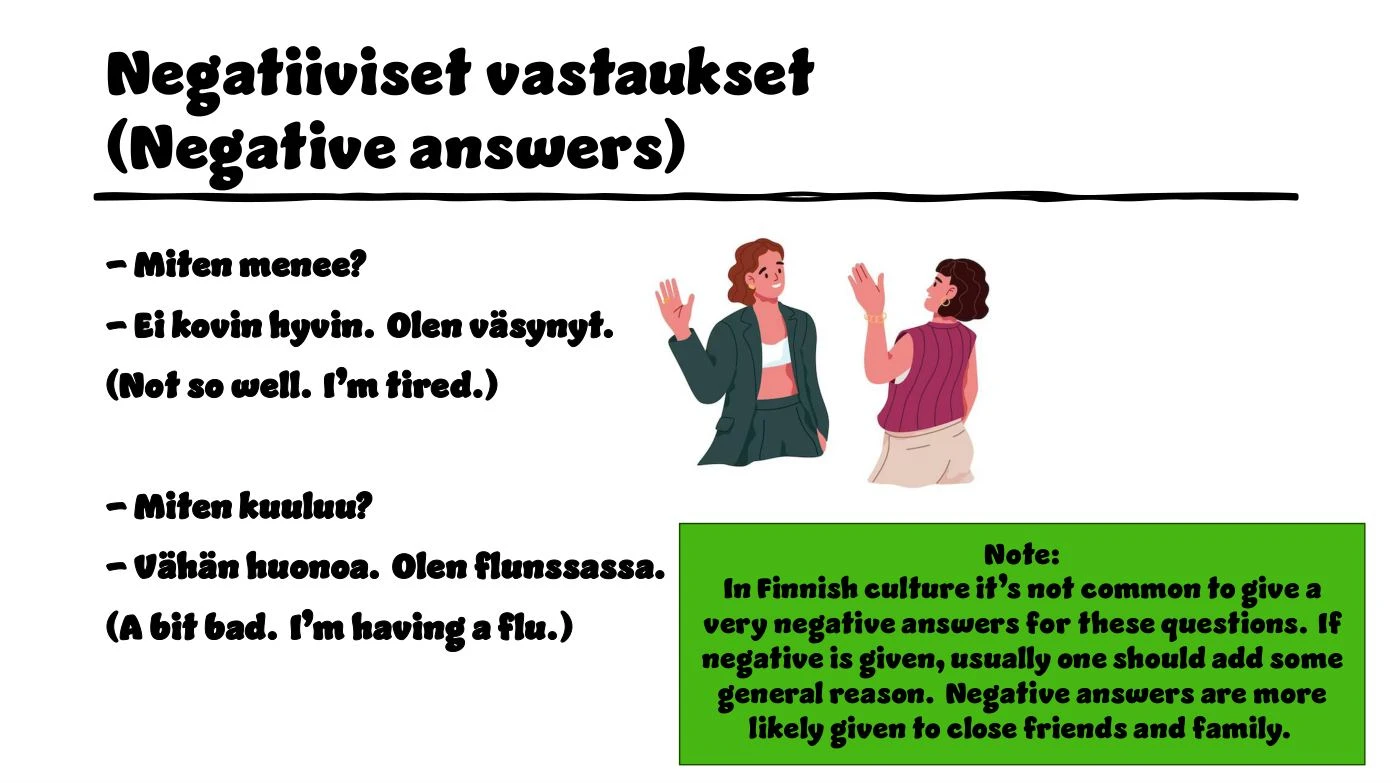 Negatiiviset vastaukset
(Negative answers)
– Miten menee?
– Ei kovin hyvin. Olen väsynyt.
(Not so well. I’m tired.)
– Miten kuuluu?
– Vähän huonoa. Olen flunssassa.
(A bit bad. I’m having a flu.)
Note:
In Finnish culture it’s not common to give a
very negative answers for these questions. If
negative is given, usually one should add some
general reason. Negative answers are more
likely given to close friends and family.